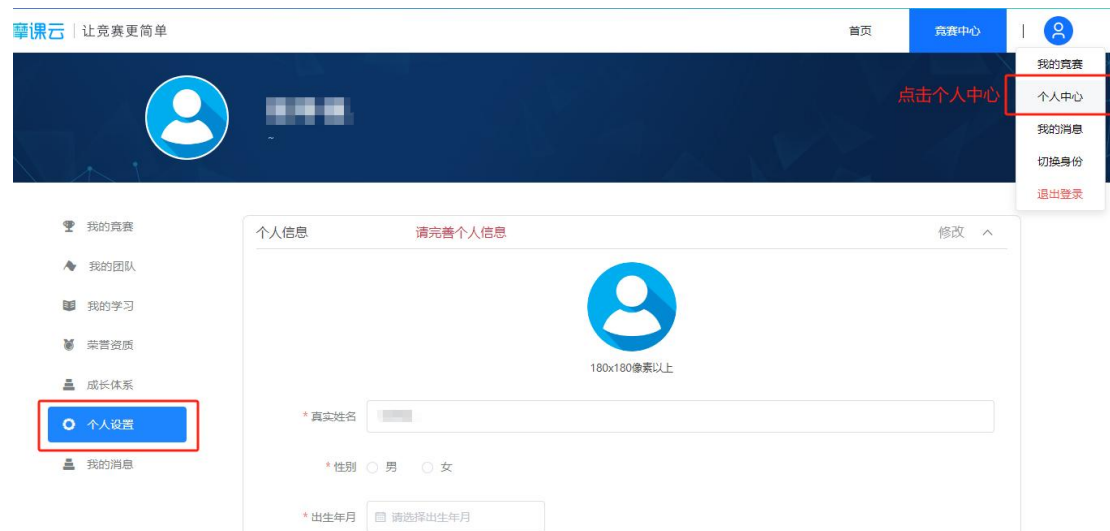 摩课云 | 让竞赛更简单
首页
竞赛中心
我的竞赛
点击个人中心
个人中心
~
我的消息
切换身份
退出登录
我的竞赛
个人信息
请完善个人信息
修改
我的团队
我的学习
荣誉资质
180x180像素以上
成长体系
* 真实姓名
个人设置
* 性别
男
女
我的消息
* 出生年月
请选择出生年月